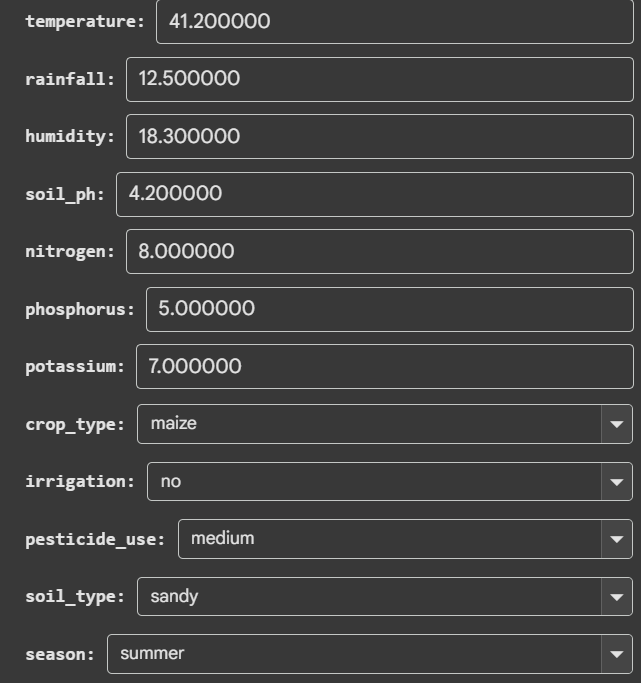 temperature: 41.200000
rainfall: 12.500000
humidity: 18.300000
soil_ph: 4.200000
nitrogen: 8.000000
phosphorus: 5.000000
potassium: 7.000000
crop_type: maize
irrigation: no
pesticide_use: medium
soil_type: sandy
season: summer